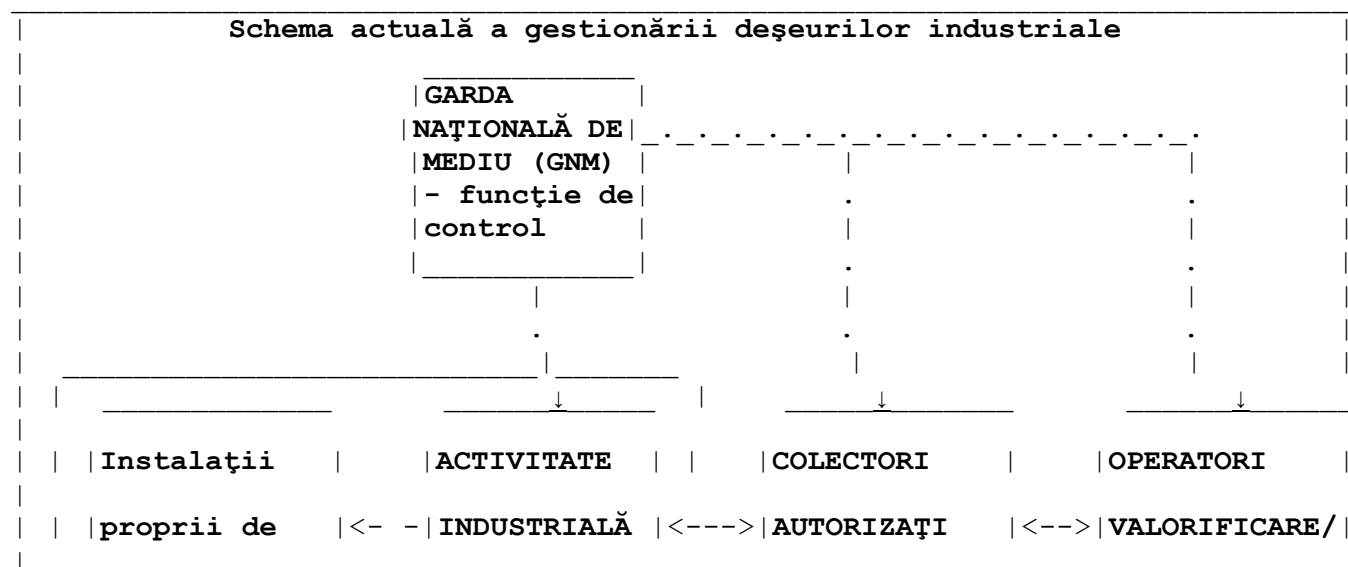 Schema actuală a gestionării deşeurilor industriale
GARDA
NAŢIONALĂ DE
MEDIU (GNM)
- funcţie de
control
Instalaţii ACTIVITATE COLECTORI OPERATORI
proprii de <- - INDUSTRIALĂ <---> AUTORIZAŢI <--> VALORIFICARE/